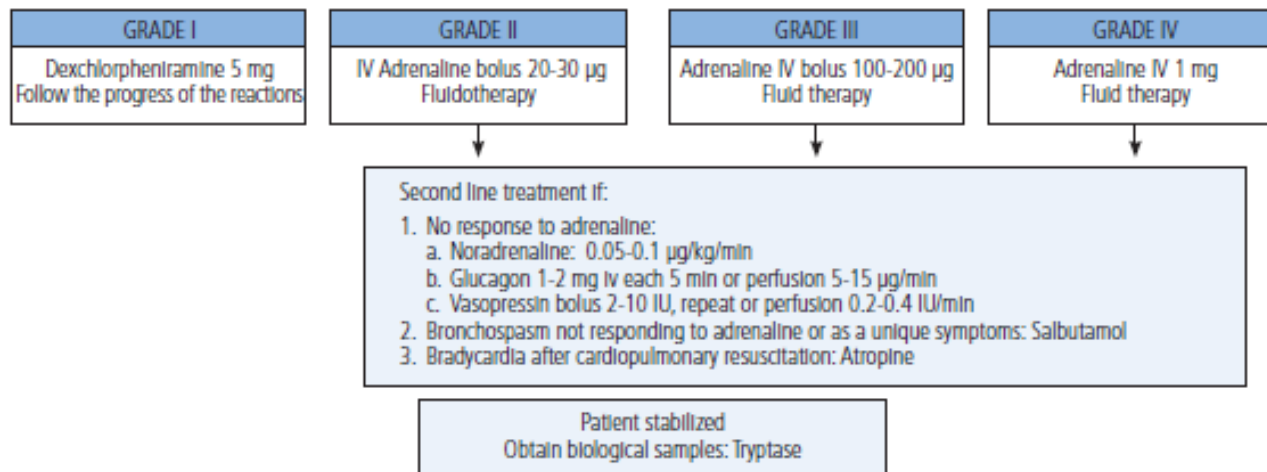 GRADE I
Dexchlorpheniramine 5 mg
Follow the progress of the reactions
GRADE II
IV Adrenaline bolus 20-30 µg
Fluidotherapy
GRADE III
Adrenaline IV bolus 100-200 µg
Fluid therapy
GRADE IV
Adrenaline IV 1 mg
Fluid therapy
Second line treatment if:
1. No response to adrenaline:
a. Noradrenaline: 0.05-0.1 µg/kg/min
b. Glucagon 1-2 mg iv each 5 min or perfusion 5-15 µg/min
c. Vasopressin bolus 2-10 IU, repeat or perfusion 0.2-0.4 IU/min
2. Bronchospasm not responding to adrenaline or as a unique symptoms: Salbutamol
3. Bradycardia after cardiopulmonary resuscitation: Atropine
Patient stabilized
Obtain biological samples: Tryptase